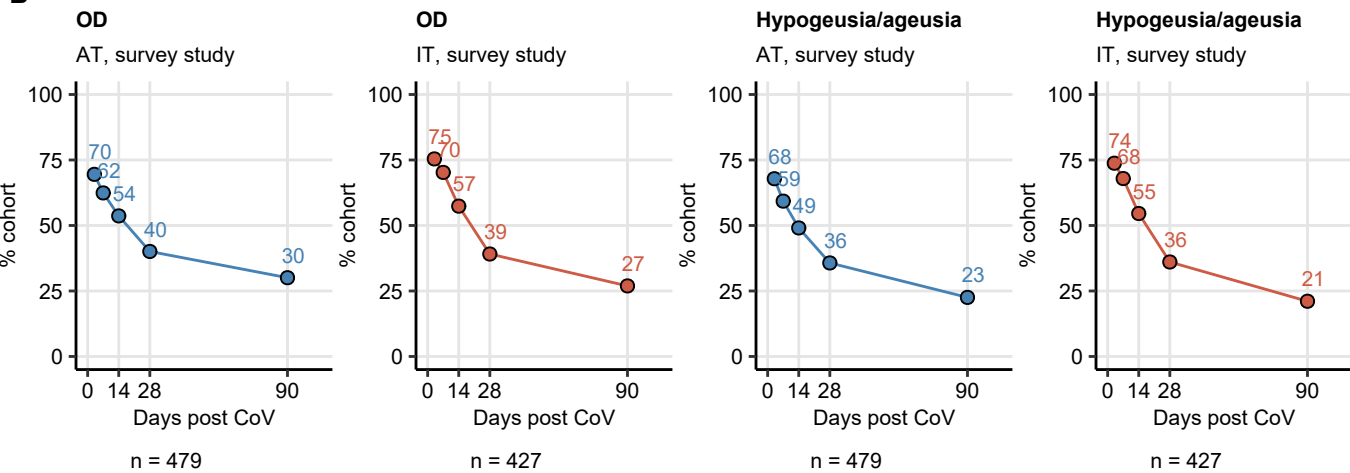 OD
AT, survey study
% cohort
100
75
50
25
0
70
62
54
40
30
0 14 28 90
Days post CoV
n = 479
OD
IT, survey study
% cohort
100
75
50
25
0
75
70
57
39
27
0 14 28 90
Days post CoV
n = 427
Hypogeusia/ageusia
AT, survey study
% cohort
100
75
50
25
0
68
59
49
36
23
0 14 28 90
Days post CoV
n = 479
Hypogeusia/ageusia
IT, survey study
% cohort
100
75
50
25
0
74
68
55
36
21
0 14 28 90
Days post CoV
n = 427